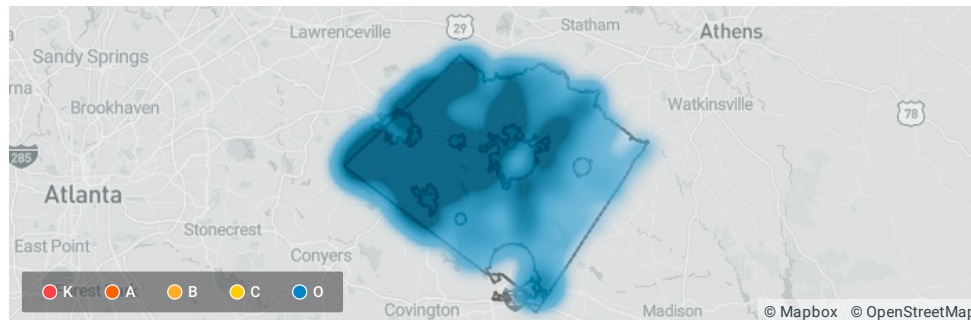 29
Statham
Lawrenceville
Athens
Sandy Springs
rna
Brookhaven
Watkinsville
78
285
Atlanta
Stonecrest
East Point
Conyers
K A B C O
Covington
Madison
© Mapbox © OpenStreetMap